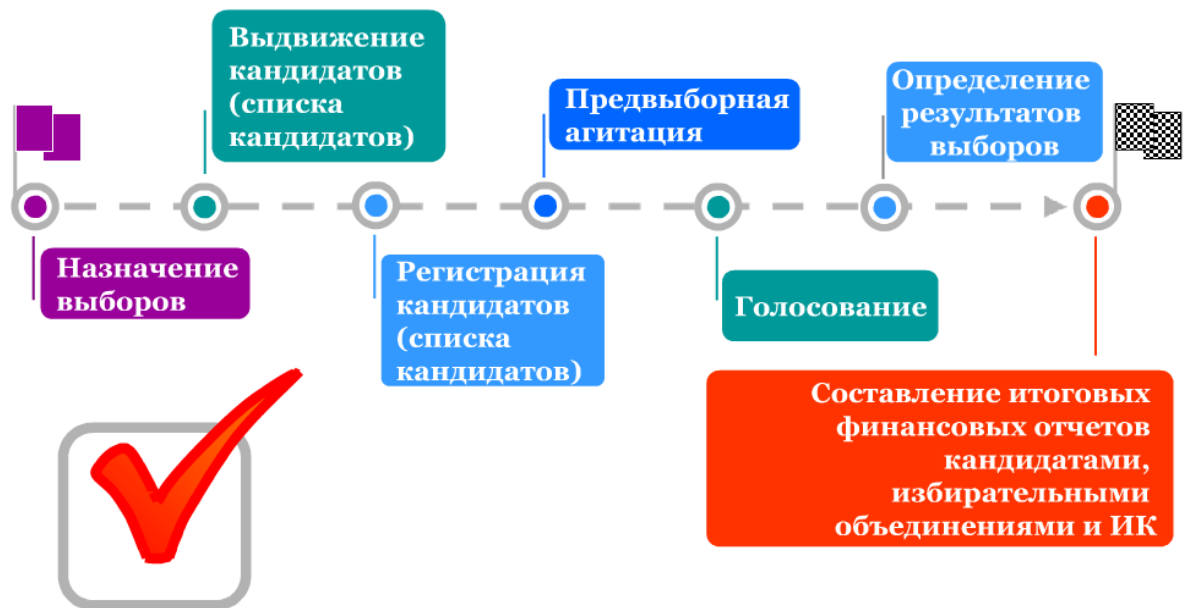 Назначение
выборов
Выдвижение
кандидатов
(списка
кандидатов)
Регистрация
кандидатов
(списка
кандидатов)
Предвыборная
агитация
Голосование
Определение
результатов
выборов
Составление итоговых
финансовых отчетов
кандидатами,
избирательными
объединениями и ИК